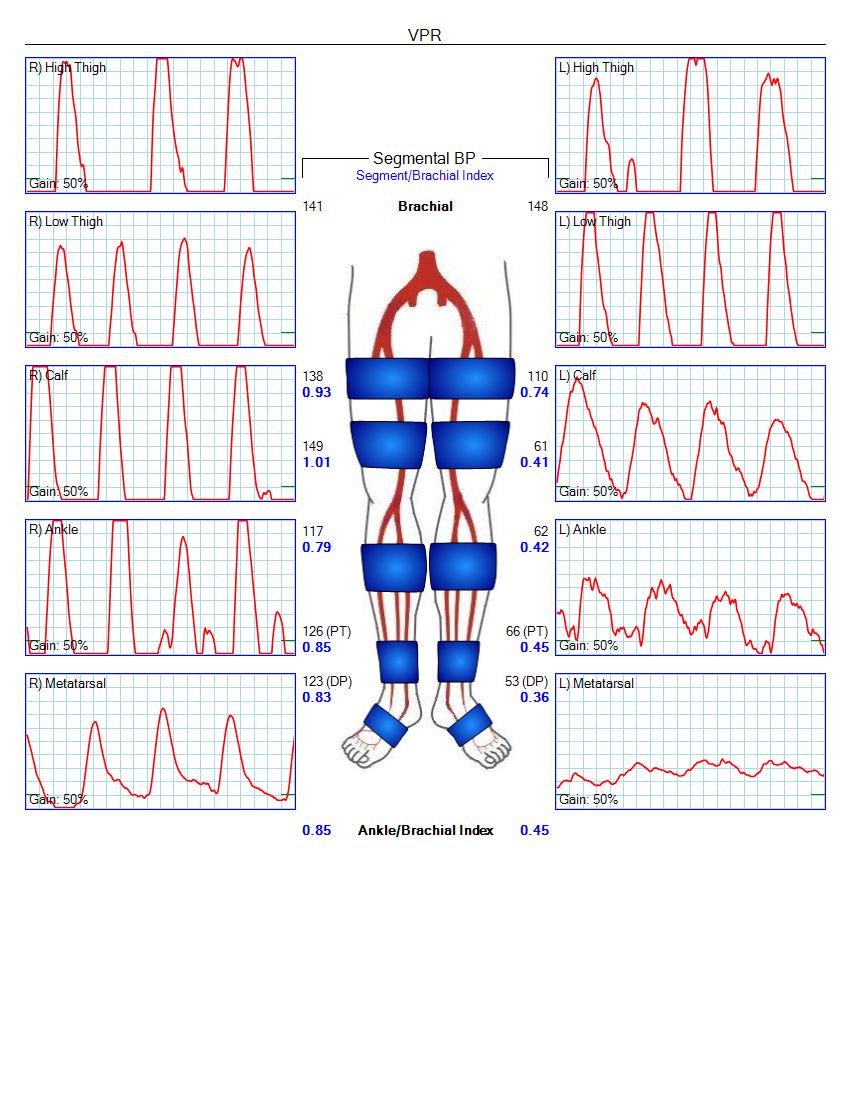 VPR
R) High Thigh
Gain: 50%
L) High Thigh
Gain: 50%
Segmental BP
Segment/Brachial Index
141 Brachial 148
R) Low Thigh
Gain: 50%
L) Low Thigh
Gain: 50%
R) Calf
Gain: 50%
138 110
0.93 0.74
149 61
1.01 0.41
L) Calf
Gain: 50%
R) Ankle
Gain: 50%
117 62
0.79 0.42
126 (PT) 66 (PT)
0.85 0.45
L) Ankle
Gain: 50%
R) Metatarsal
Gain: 50%
123 (DP) 53 (DP)
0.83 0.36
L) Metatarsal
Gain: 50%
0.85 Ankle/Brachial Index 0.45